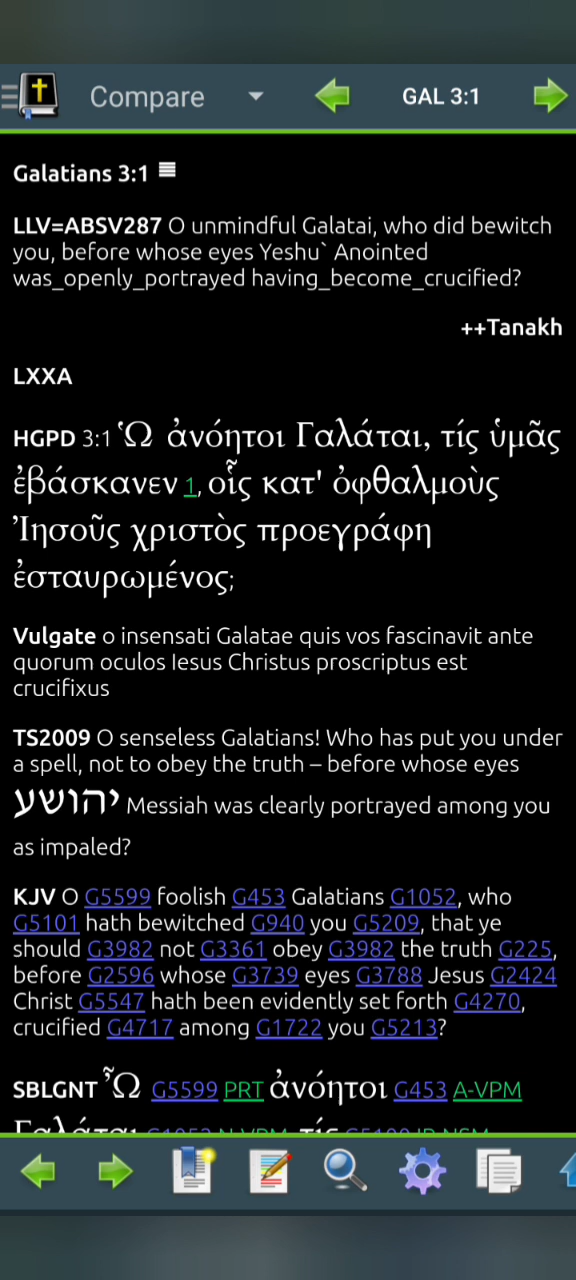 Compare
GAL 3:1
Galatians 3:1
LLV=ABSV287 O unmindful Galatai, who did bewitch
you, before whose eyes Yeshu` Anointed
was_openly_portrayed having_become_crucified?
++Tanakh
LXXA
HGPD 3:1 Ὦ ἀνόητοι Γαλάται, τίς ὑμᾶς
ἐβάσκανεν 1, οἷς κατ' ὀφθαλμοὺς
Ἰησοῦς χριστὸς προεγράφη
ἐσταυρωμένος;
Vulgate o insensati Galatae quis vos fascinavit ante
quorum oculos Iesus Christus proscriptus est
crucifixus
TS2009 O senseless Galatians! Who has put you under
a spell, not to obey the truth – before whose eyes
יהושע Messiah was clearly portrayed among you
as impaled?
KJV O G5599 foolish G453 Galatians G1052, who
G5101 hath bewitched G940 you G5209, that ye
should G3982 not G3361 obey G3982 the truth G225,
before G2596 whose G3739 eyes G3788 Jesus G2424
Christ G5547 hath been evidently set forth G4270,
crucified G4717 among G1722 you G5213?
SBLGNT Ὦ G5599 PRT ἀνόητοι G453 A-VPM
Γαλάται G1052 N-VPM, τίς